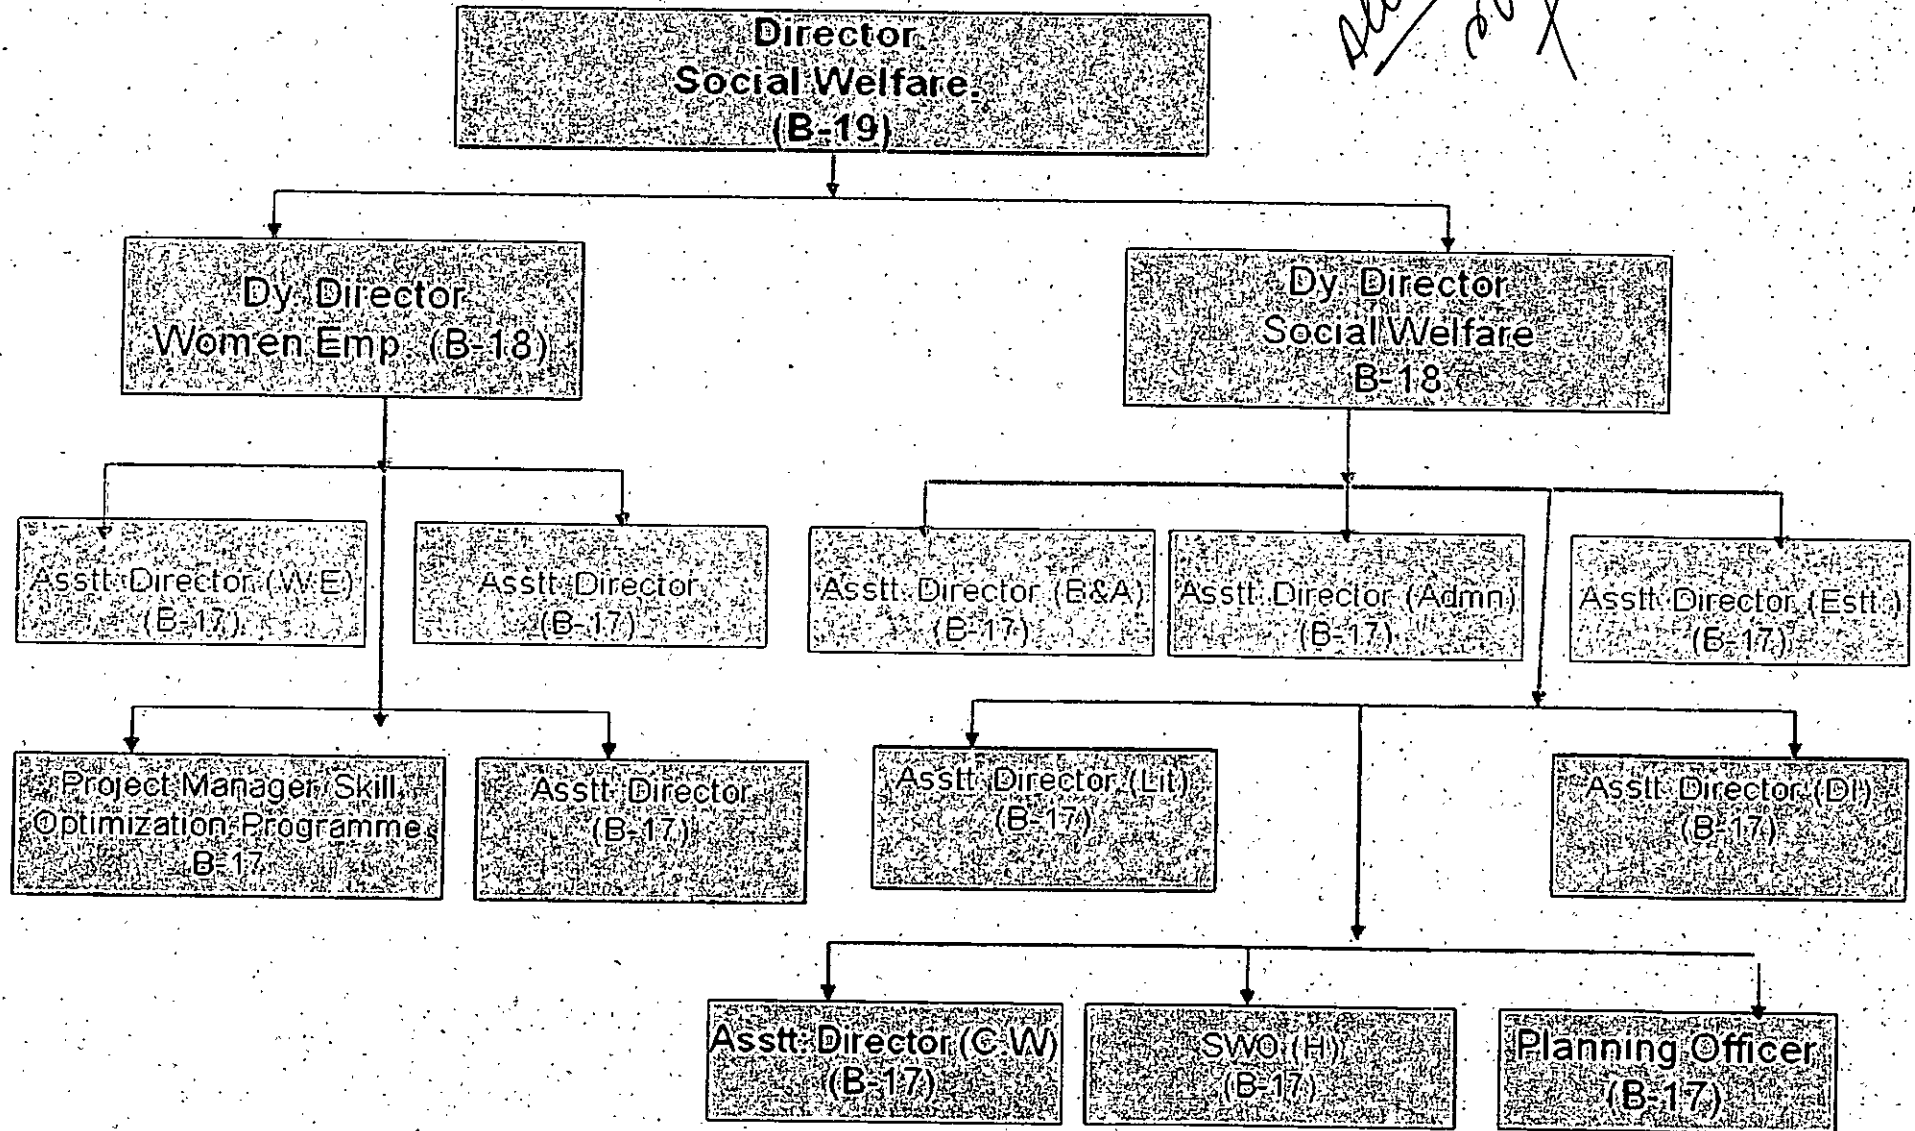 Director
Social Welfare.
(B-19)
Dy. Director
Women Emp. (B-18)
Dy Director
Social Welfare
B-18
Asstt: Director (W.E)
(B-17)
Asstt: Director
(B-17)
Asstt: Director (B&A)
(B-17)
Asstt: Director (Admn)
(B-17)
Asstt: Director (Estt:)
(B-17)
Project Manager Skill
Optimization Programme
B-17
Asstt: Director
(B-17)
Asstt: Director (Lit)
(B-17)
Asstt: Director (DI)
(B-17)
Asstt: Director (C.W)
(B-17)
SWO (H)
(B-17)
Planning Officer
(B-17)